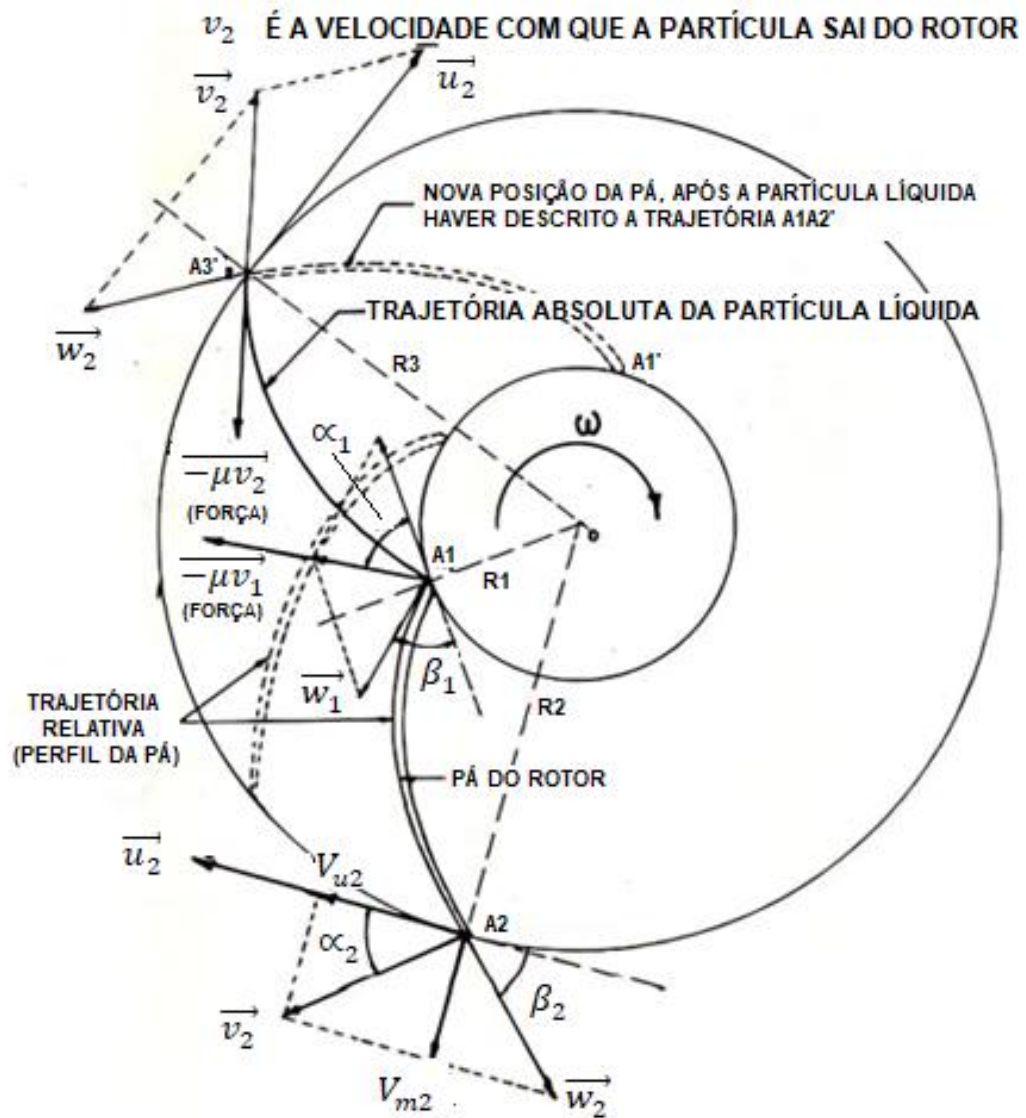 v₂ É A VELOCIDADE COM QUE A PARTÍCULA SAI DO ROTOR
u₂
v₂
NOVA POSIÇÃO DA PÁ, APÓS A PARTÍCULA LÍQUIDA
HAVER DESCRITO A TRAJETÓRIA A1A2'
A3'
TRAJETÓRIA ABSOLUTA DA PARTÍCULA LÍQUIDA
w₂
R3
A1'
ω
∝₁
−μv₂
(FORÇA)
A1
R1
o
−μv₁
(FORÇA)
w₁
β₁
TRAJETÓRIA
RELATIVA
(PERFIL DA PÁ)
R2
PÁ DO ROTOR
u₂
Vᵤ₂
A2
∝₂
β₂
v₂
Vₘ₂
w₂